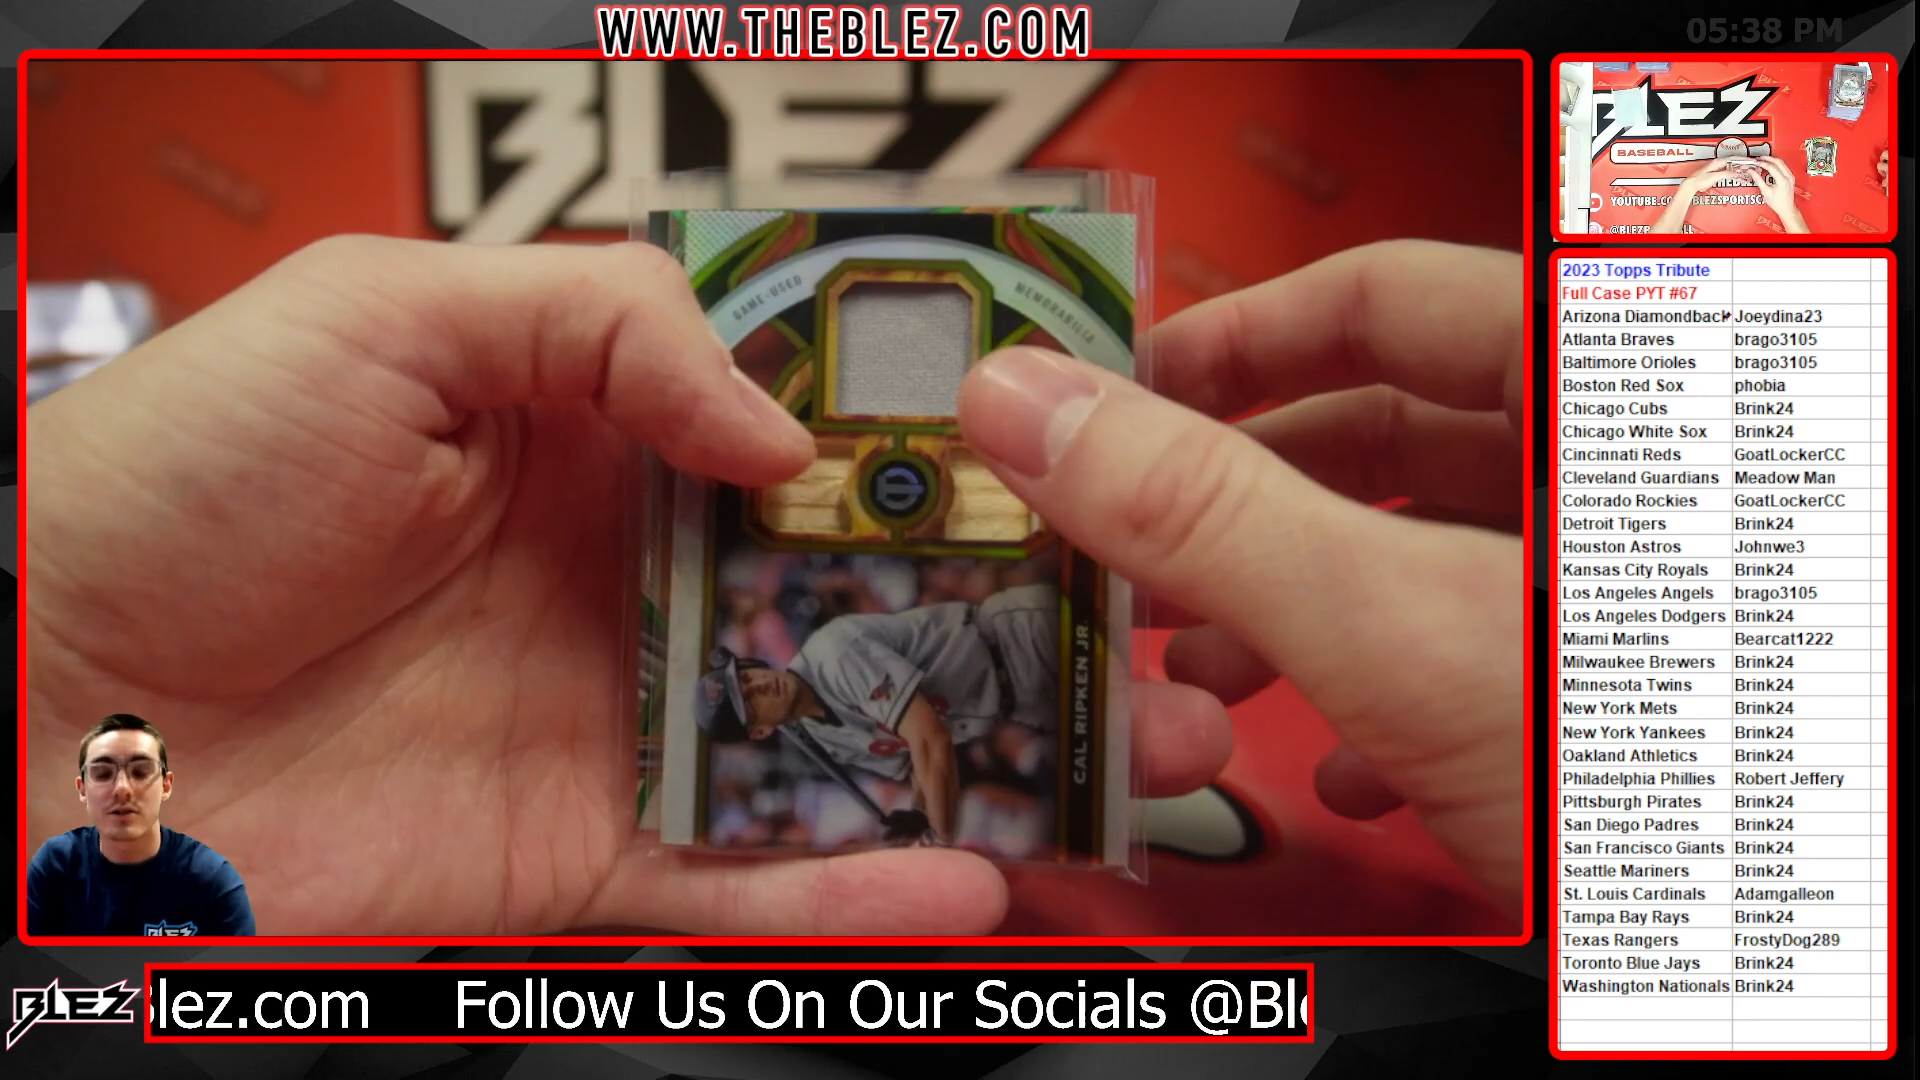 WWW.THEBLEZ.COM
05:38 PM
BLEZ
GAME-USED
MEMORABILIA
CAL RIPKEN JR.
BLEZ
BLEZ
BASEBALL
2023 Topps Tribute
Full Case PYT #67
Arizona Diamondback Joeydina23
Atlanta Braves brago3105
Baltimore Orioles brago3105
Boston Red Sox phobia
Chicago Cubs Brink24
Chicago White Sox Brink24
Cincinnati Reds GoatLockerCC
Cleveland Guardians Meadow Man
Colorado Rockies GoatLockerCC
Detroit Tigers Brink24
Houston Astros Johnwe3
Kansas City Royals Brink24
Los Angeles Angels brago3105
Los Angeles Dodgers Brink24
Miami Marlins Bearcat1222
Milwaukee Brewers Brink24
Minnesota Twins Brink24
New York Mets Brink24
New York Yankees Brink24
Oakland Athletics Brink24
Philadelphia Phillies Robert Jeffery
Pittsburgh Pirates Brink24
San Diego Padres Brink24
San Francisco Giants Brink24
Seattle Mariners Brink24
St. Louis Cardinals Adamgalleon
Tampa Bay Rays Brink24
Texas Rangers FrostyDog289
Toronto Blue Jays Brink24
Washington Nationals Brink24
BLEZ
lez.com Follow Us On Our Socials @Ble